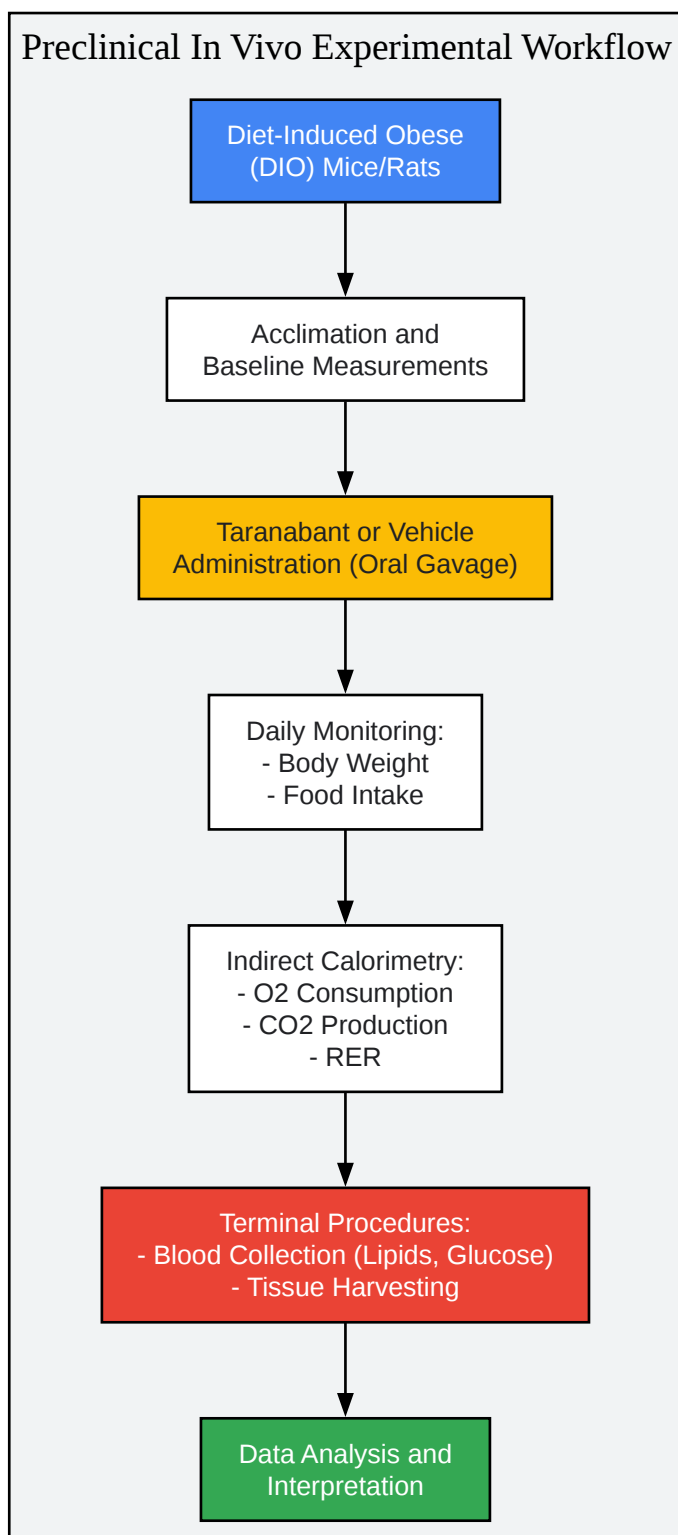 Preclinical In Vivo Experimental Workflow
Diet-Induced Obese
(DIO) Mice/Rats
Acclimation and
Baseline Measurements
Taranabant or Vehicle
Administration (Oral Gavage)
Daily Monitoring:
- Body Weight
- Food Intake
Indirect Calorimetry:
- O2 Consumption
- CO2 Production
- RER
Terminal Procedures:
- Blood Collection (Lipids, Glucose)
- Tissue Harvesting
Data Analysis and
Interpretation